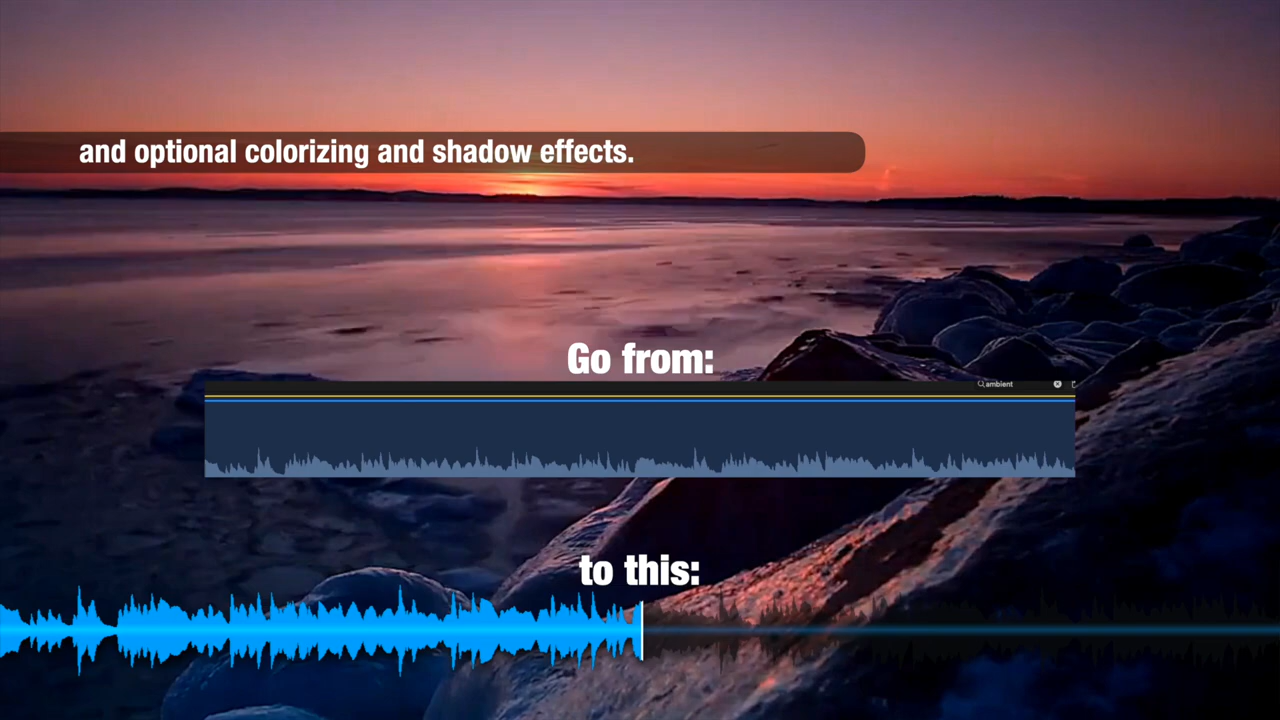 and optional colorizing and shadow effects.
Go from:
ambient
to this: